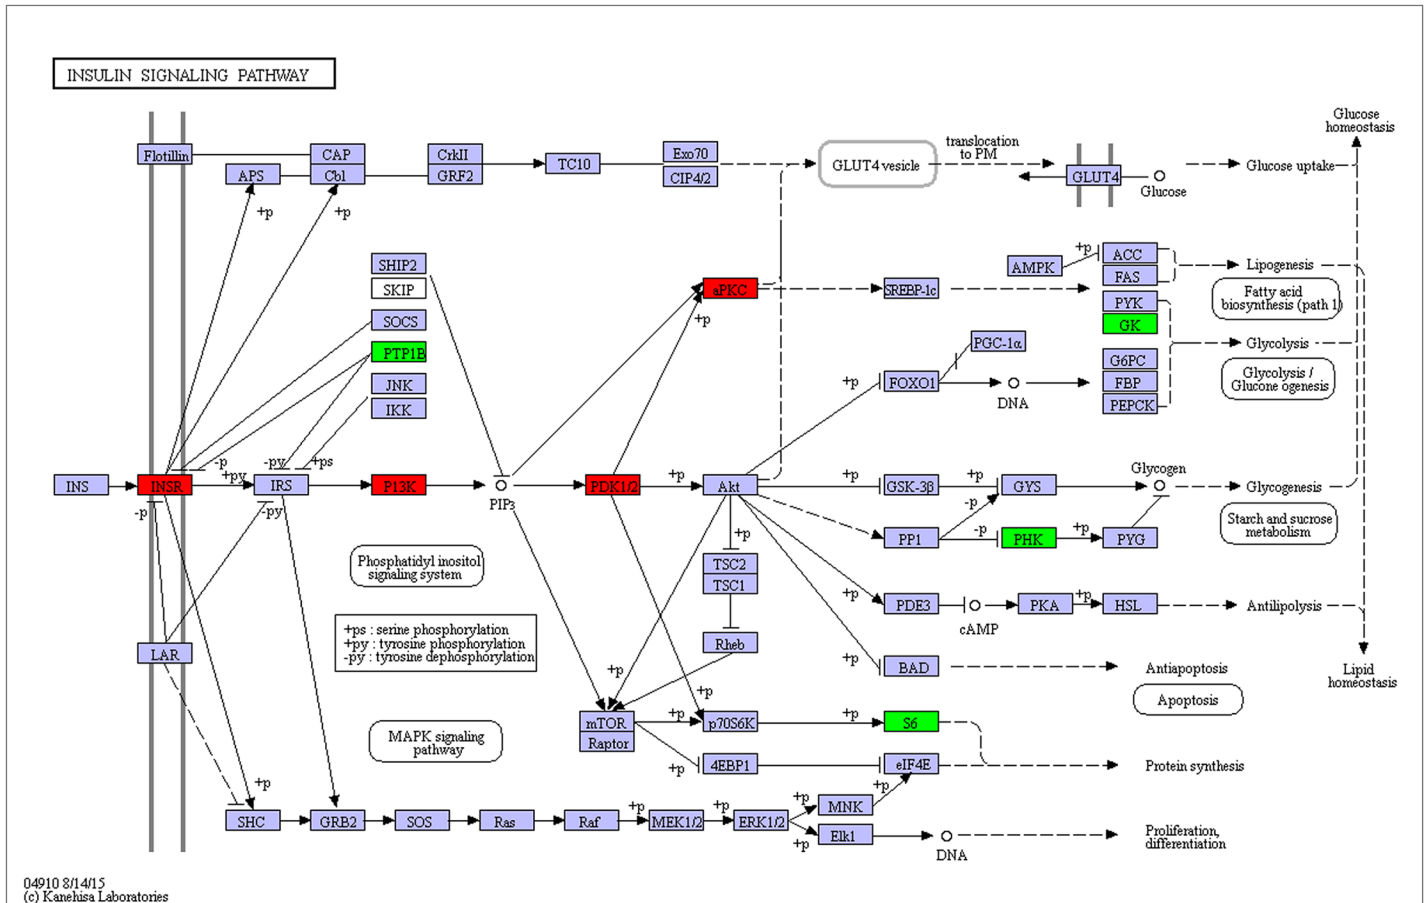 INSULIN SIGNALING PATHWAY
Glucose
homeostasis
Flotillin
CAP
CrkII
TC10
Exo70
translocation
to PM
APS
Cbl
GRF2
CIP4/2
GLUT4 vesicle
GLUT4
Glucose
Glucose uptake
+p
+p
SHIP2
SKIP
SOCS
PTP1B
JNK
IKK
aPKC
+p
SREBP-1c
AMPK
+p
ACC
FAS
PYK
GK
G6PC
FBP
PEPCK
Lipogenesis
Fatty acid
biosynthesis (path 1)
Glycolysis
Glycolysis /
Glucone ogenesis
PGC-1α
+p
FOXO1
DNA
-p
-py
+ps
+py
INS
INSR
IRS
P13K
PIP3
PDK1/2
+p
Akt
+p
GSK-3β
+p
GYS
Glycogen
Glycogenesis
Starch and sucrose
metabolism
-p
-py
-p
PP1
-p
PHK
+p
PYG
Phosphatidyl inositol
signaling system
+p
TSC2
TSC1
+p
PDE3
cAMP
PKA
+p
HSL
Antilipolysis
+ps : serine phosphorylation
+py : tyrosine phosphorylation
-py : tyrosine dephosphorylation
LAR
Rheb
+p
+p
BAD
Antiapoptosis
Apoptosis
Lipid
homeostasis
MAPK signaling
pathway
mTOR
Raptor
+p
+p
p70S6K
+p
S6
+p
4EBP1
eIF4E
Protein synthesis
+p
SHC
GRB2
SOS
Ras
Raf
+p
MEK1/2
+p
ERK1/2
+p
MNK
+p
+p
Elk1
DNA
Proliferation,
differentiation
04910 8/14/15
(c) Kanehisa Laboratories